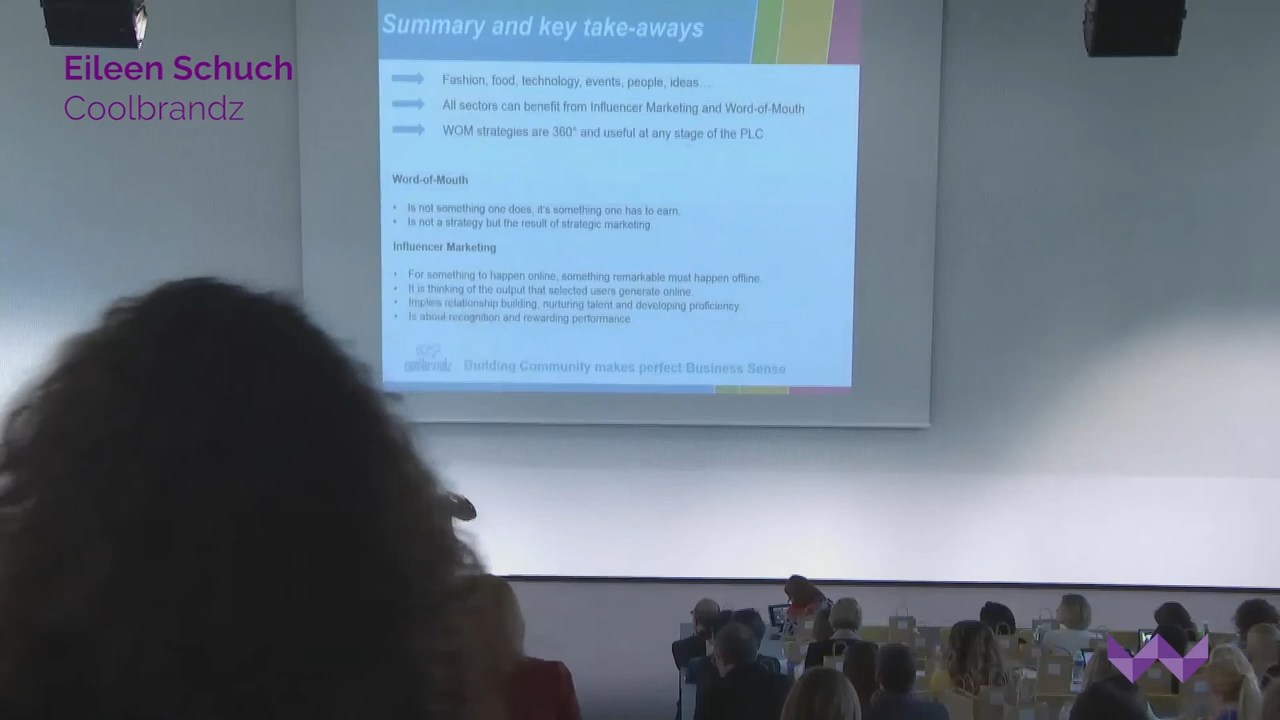 Summary and key take-aways
Eileen Schuch
Coolbrandz
Fashion, food, technology, events, people, ideas…
All sectors can benefit from Influencer Marketing and Word-of-Mouth
WOM strategies are 360° and useful at any stage of the PLC
Word-of-Mouth
• Is not something one does, it's something one has to earn.
• Is not a strategy but the result of strategic marketing.
Influencer Marketing
• For something to happen online, something remarkable must happen offline.
• It is thinking of the output that selected users generate online.
• Implies relationship building, nurturing talent and developing proficiency.
• Is about recognition and rewarding performance.
coolbrandz
Building Community makes perfect Business Sense